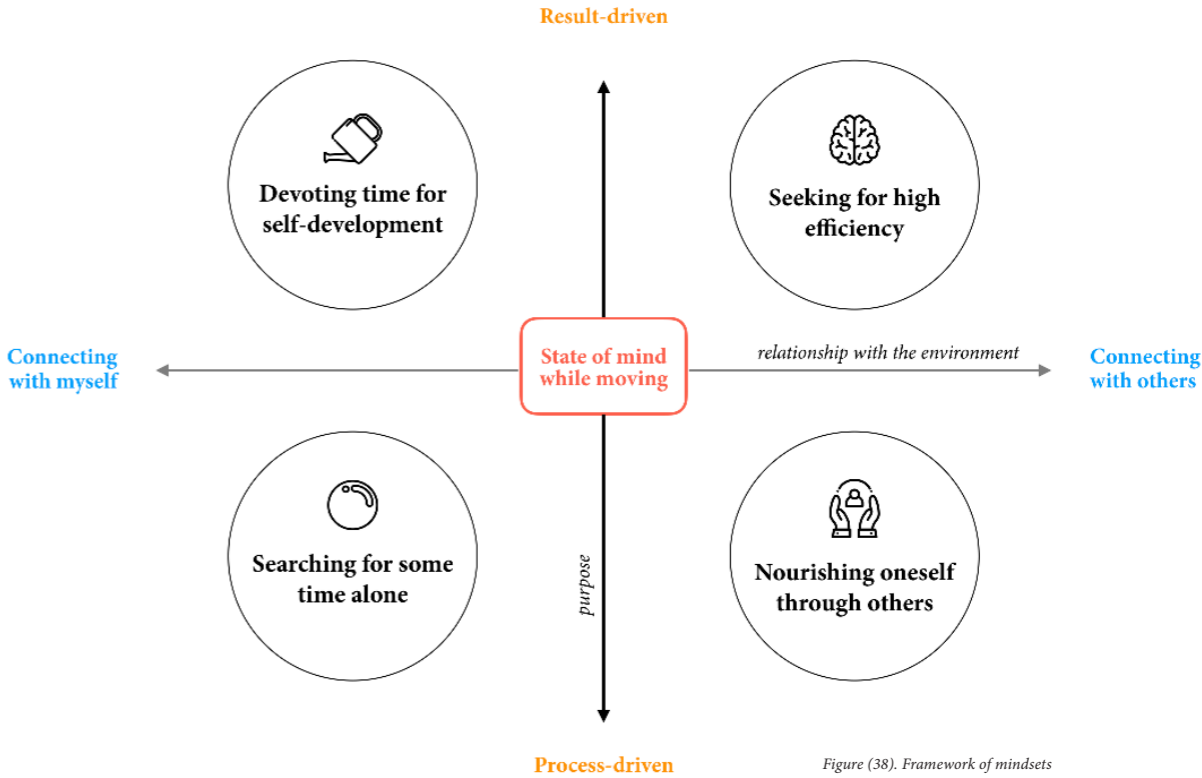 Result-driven
Devoting time for
self-development
Seeking for high
efficiency
Connecting
with myself
State of mind
while moving
relationship with the environment
Connecting
with others
Searching for some
time alone
purpose
Nourishing oneself
through others
Process-driven
Figure (38). Framework of mindsets